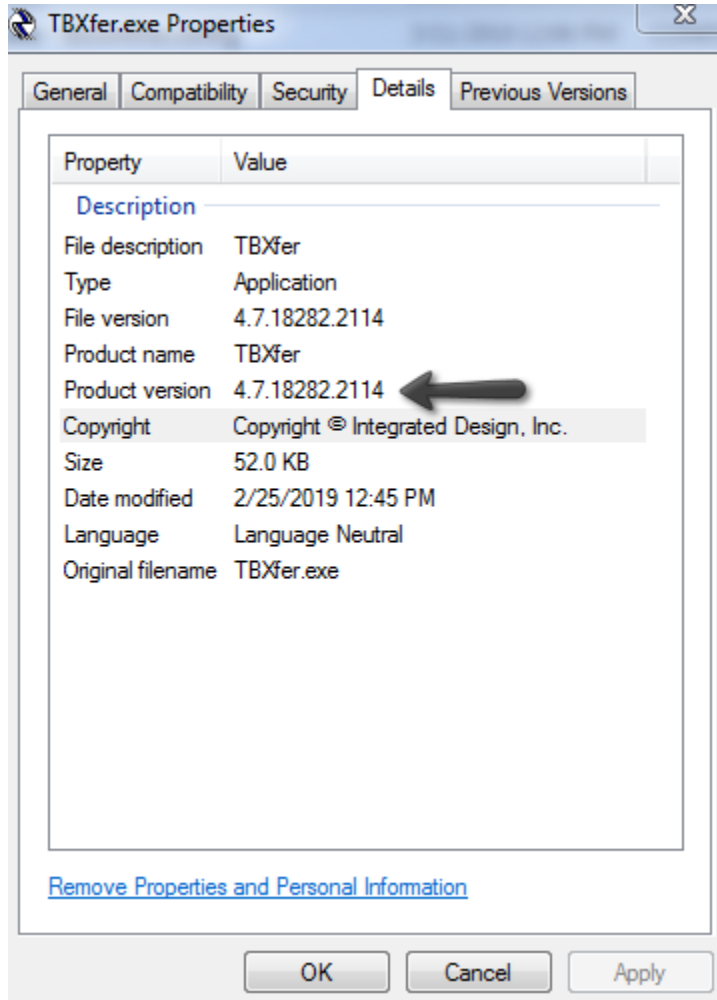 TBXfer.exe Properties
General Compatibility Security Details Previous Versions
Property Value
Description
File description TBXfer
Type Application
File version 4.7.18282.2114
Product name TBXfer
Product version 4.7.18282.2114
Copyright Copyright © Integrated Design, Inc.
Size 52.0 KB
Date modified 2/25/2019 12:45 PM
Language Language Neutral
Original filename TBXfer.exe
Remove Properties and Personal Information
OK Cancel Apply